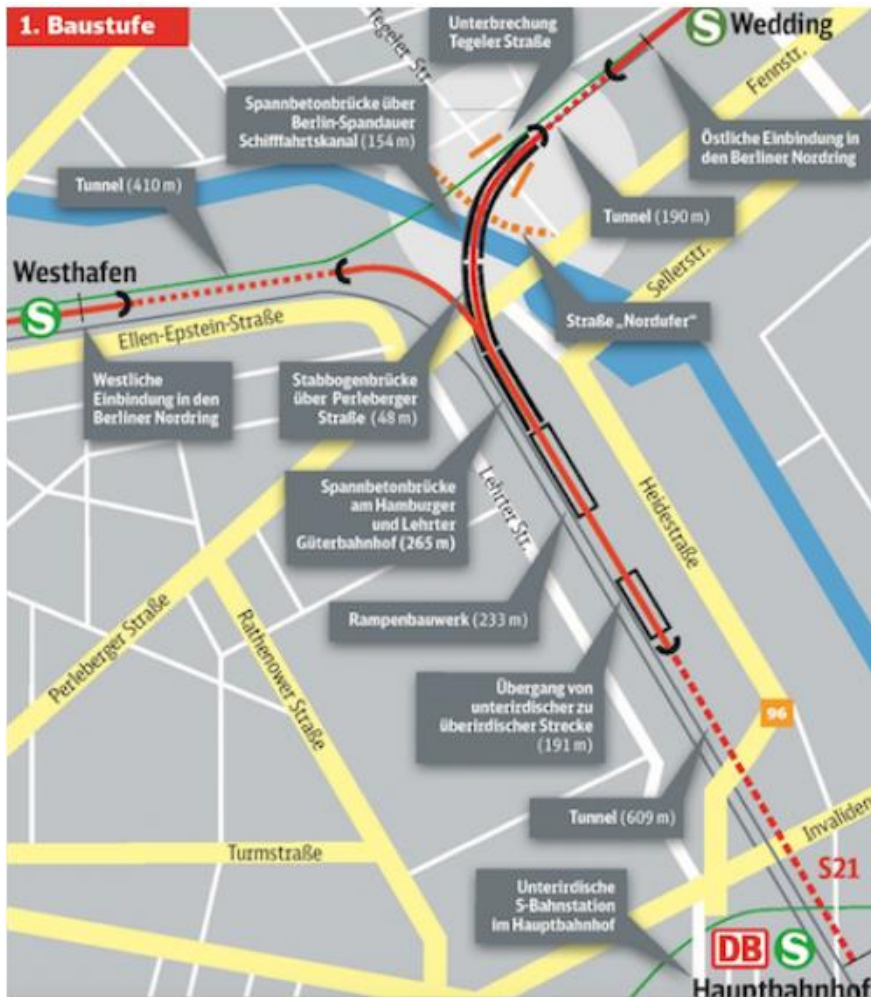 1. Baustufe
Tegeler Str.
Unterbrechung
Tegeler Straße
S
Wedding
Fennstr.
Spannbetonbrücke über
Berlin-Spandauer
Schifffahrtskanal (154 m)
Östliche Einbindung in
den Berliner Nordring
Tunnel (410 m)
Tunnel (190 m)
Sellerstr.
Westhafen
S
Ellen-Epstein-Straße
Straße „Nordufer“
Westliche
Einbindung in den
Berliner Nordring
Stabbogenbrücke
über Perleberger
Straße (48 m)
Spannbetonbrücke
am Hamburger
und Lehrter
Güterbahnhof (265 m)
Lehrter Str.
Heidestraße
Rampenbauwerk (233 m)
Perleberger Straße
Rathenower Straße
Übergang von
unterirdischer zu
überirdischer Strecke
(191 m)
96
Tunnel (609 m)
Invaliden
Turmstraße
S21
Unterirdische
S-Bahnstation
im Hauptbahnhof
DB
S
Hauptbahnhof